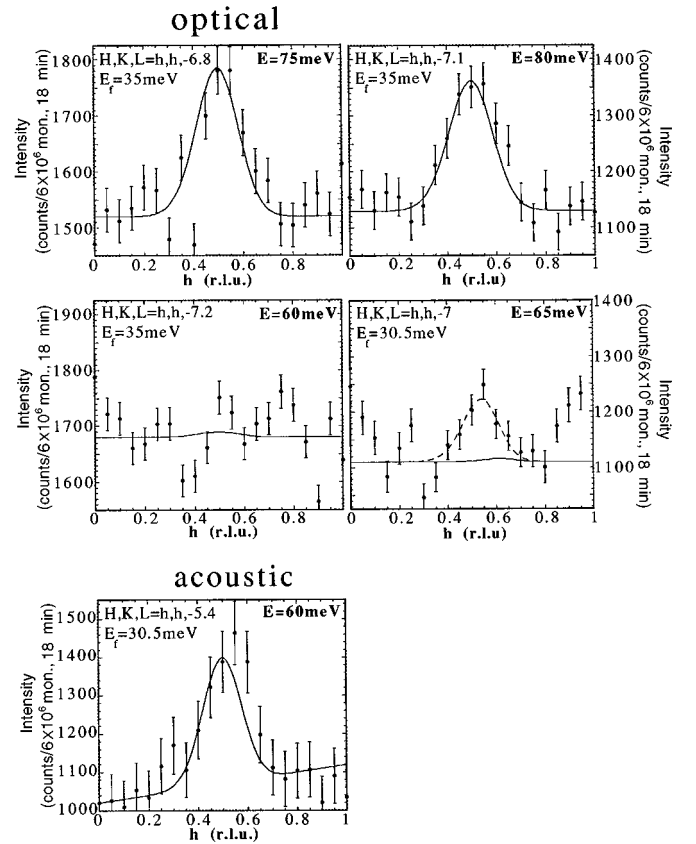 optical
H,K,L=h,h,-6.8 E=75meV
E_f=35meV
Intensity
(counts/6X10^6 mon., 18 min)
1800
1700
1600
1500
0 0.2 0.4 0.6 0.8
h (r.l.u.)
H,K,L=h,h,-7.1 E=80meV
E_f=35meV
1400
1300
1200
1100
Intensity
(counts/6X10^6 mon., 18 min)
0 0.2 0.4 0.6 0.8 1
h (r.l.u.)
H,K,L=h,h,-7.2 E=60meV
E_f=35meV
Intensity
(counts/6X10^6 mon., 18 min)
1900
1800
1700
1600
0 0.2 0.4 0.6 0.8
h (r.l.u.)
H,K,L=h,h,-7 E=65meV
E_f=30.5meV
1400
1300
1200
1100
Intensity
(counts/6X10^6 mon., 18 min)
0 0.2 0.4 0.6 0.8 1
h (r.l.u)
acoustic
H,K,L=h,h,-5.4 E=60meV
E_f=30.5meV
Intensity
(counts/6X10^6 mon., 18 min)
1500
1400
1300
1200
1100
1000
0 0.2 0.4 0.6 0.8 1
h (r.l.u.)